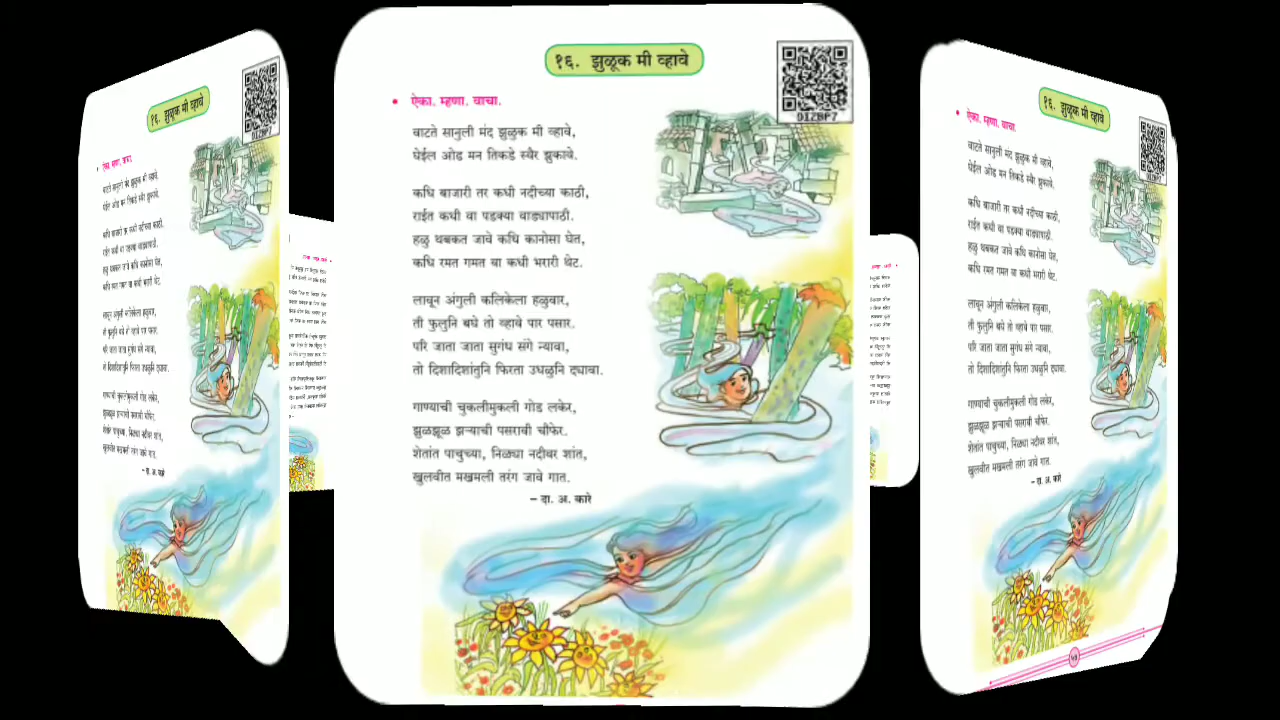 १६. झुळूक मी व्हावे
DIZBP7
• ऐका. म्हणा. वाचा.
वाटते सानुली मंद झुळुक मी व्हावे,
घेईल ओढ मन तिकडे स्वैर झुकावे.
कधि बाजारी तर कधी नदीच्या काठी,
राईत कधी वा पडक्या वाड्यापाठी.
हळु थबकत जावे कधि कानोसा घेत,
कधि रमत गमत वा कधी भरारी थेट.
लावून अंगुली कलिकेला हळुवार,
ती फुलुनि बघे तो व्हावे पार पसार.
परि जाता जाता सुगंध संगे न्यावा,
तो दिशादिशांतुनि फिरता उधळुनि द्यावा.
गाण्याची चुकलीमुकली गोड लकेर,
झुळझूळ झऱ्याची पसरावी चौफेर.
शेतांत पाचूच्या, निळ्या नदीवर शांत,
खुलवीत मखमली तरंग जावे गात.
– दा. अ. कारे